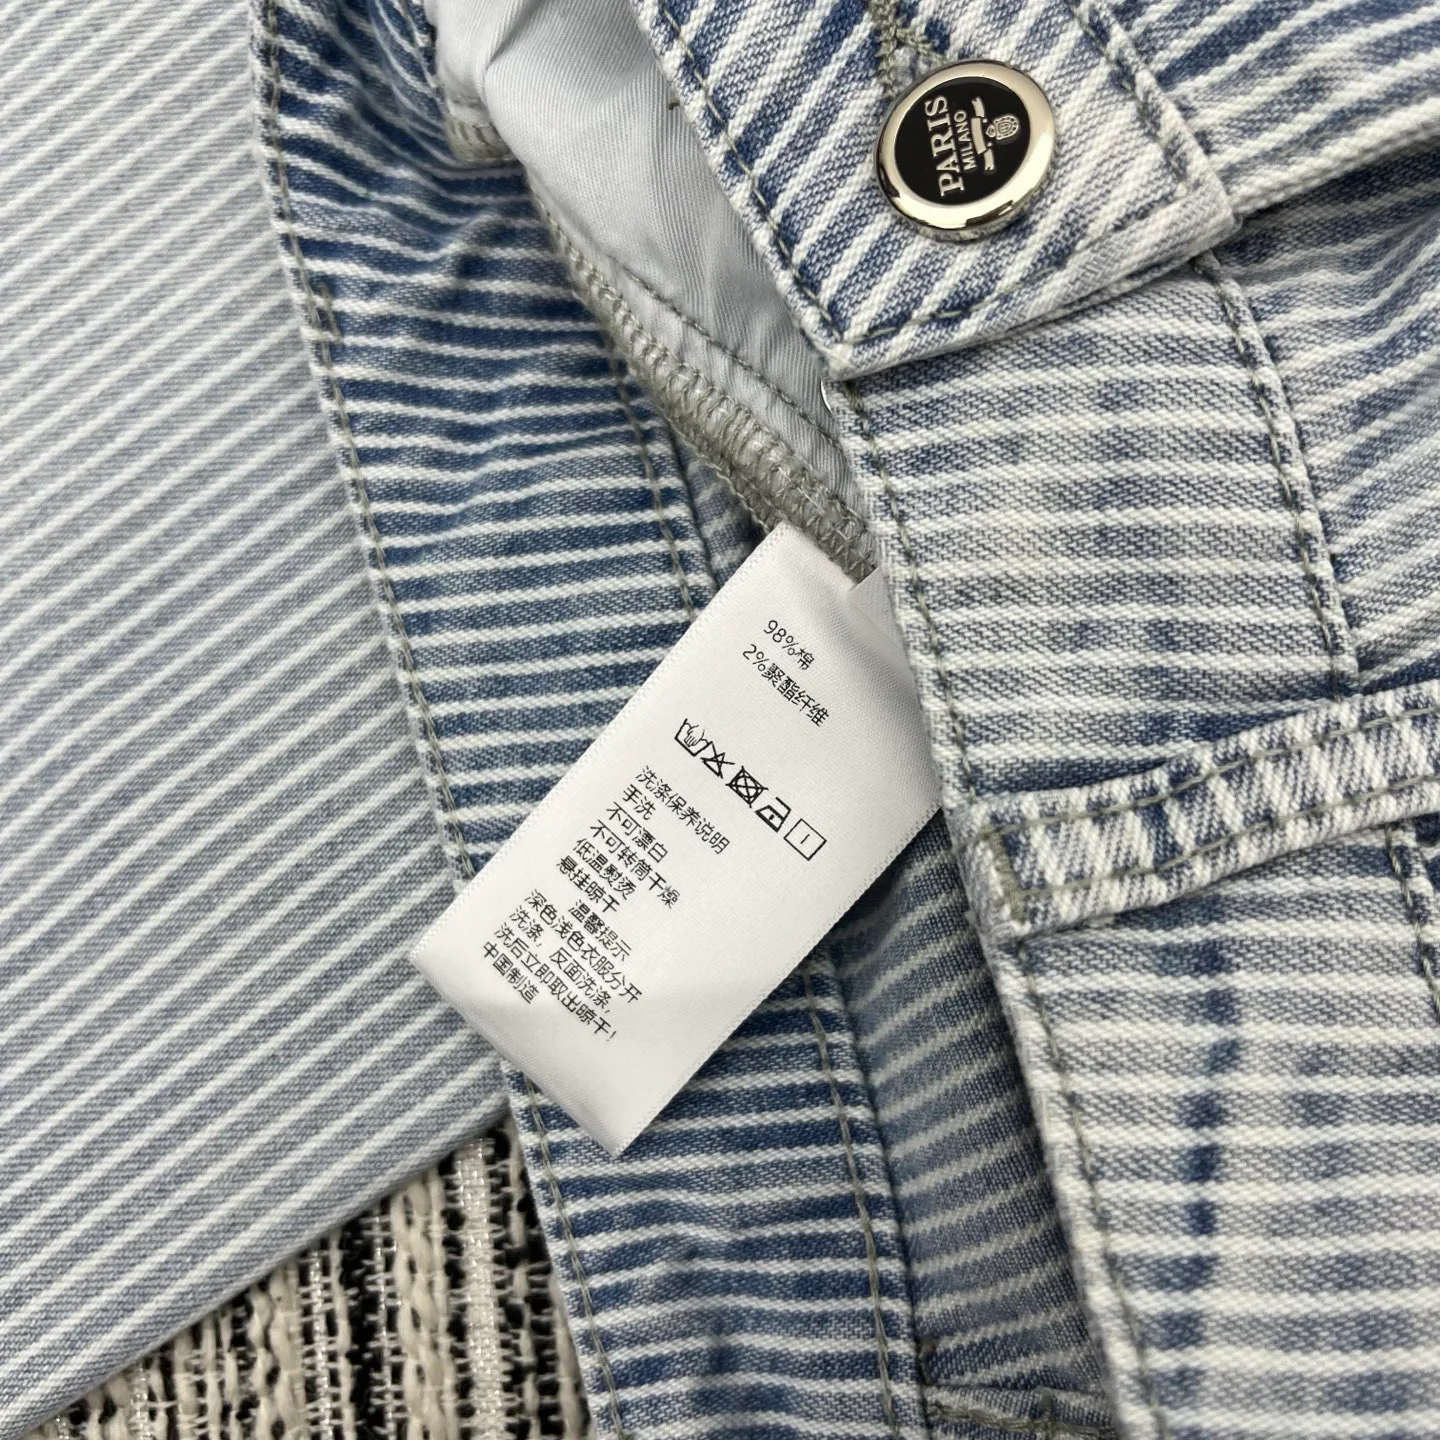 PARIS
MILANO
98%棉
2%聚酯纤维
洗涤保养说明
手洗
不可漂白
不可转筒干燥
低温熨烫
悬挂晾干
温馨提示
深色浅色衣服分开
洗涤，反面洗涤，
洗后立即取出晾干!
中国制造